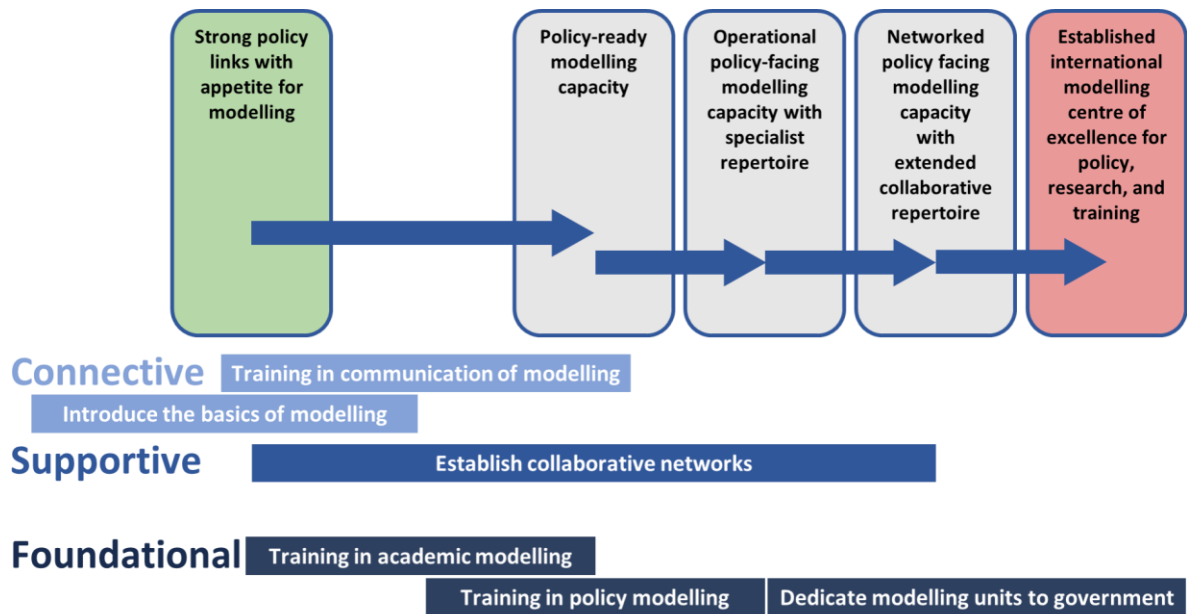 Strong policy
links with
appetite for
modelling
Policy-ready
modelling
capacity
Operational
policy-facing
modelling
capacity with
specialist
repertoire
Networked
policy facing
modelling
capacity
with
extended
collaborative
repertoire
Established
international
modelling
centre of
excellence for
policy,
research, and
training
Connective
Training in communication of modelling
Introduce the basics of modelling
Supportive
Establish collaborative networks
Foundational
Training in academic modelling
Training in policy modelling
Dedicate modelling units to government